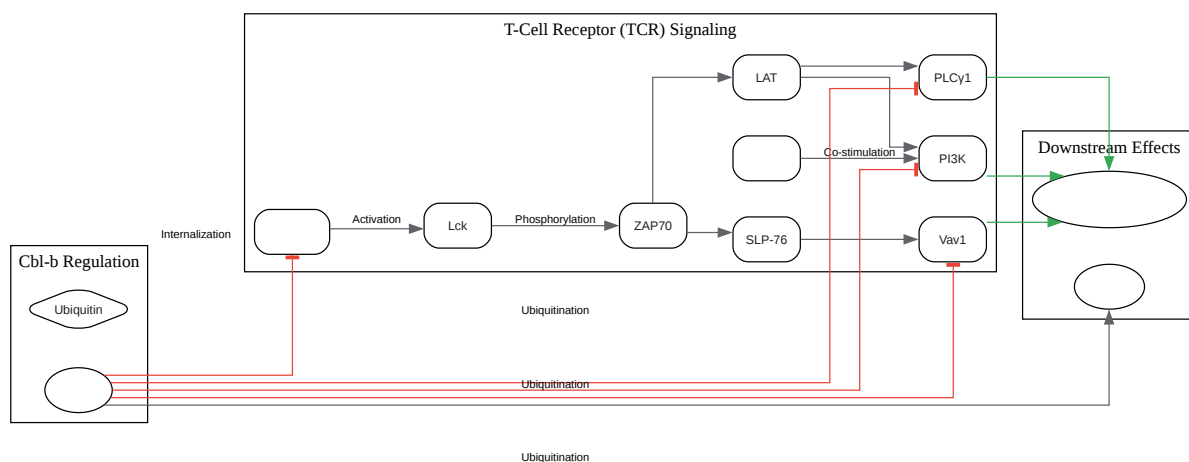 T-Cell Receptor (TCR) Signaling
LAT
PLCγ1
Co-stimulation
PI3K
Downstream Effects
Activation
Lck
Phosphorylation
ZAP70
SLP-76
Vav1
Internalization
Cbl-b Regulation
Ubiquitin
Ubiquitination
Ubiquitination
Ubiquitination